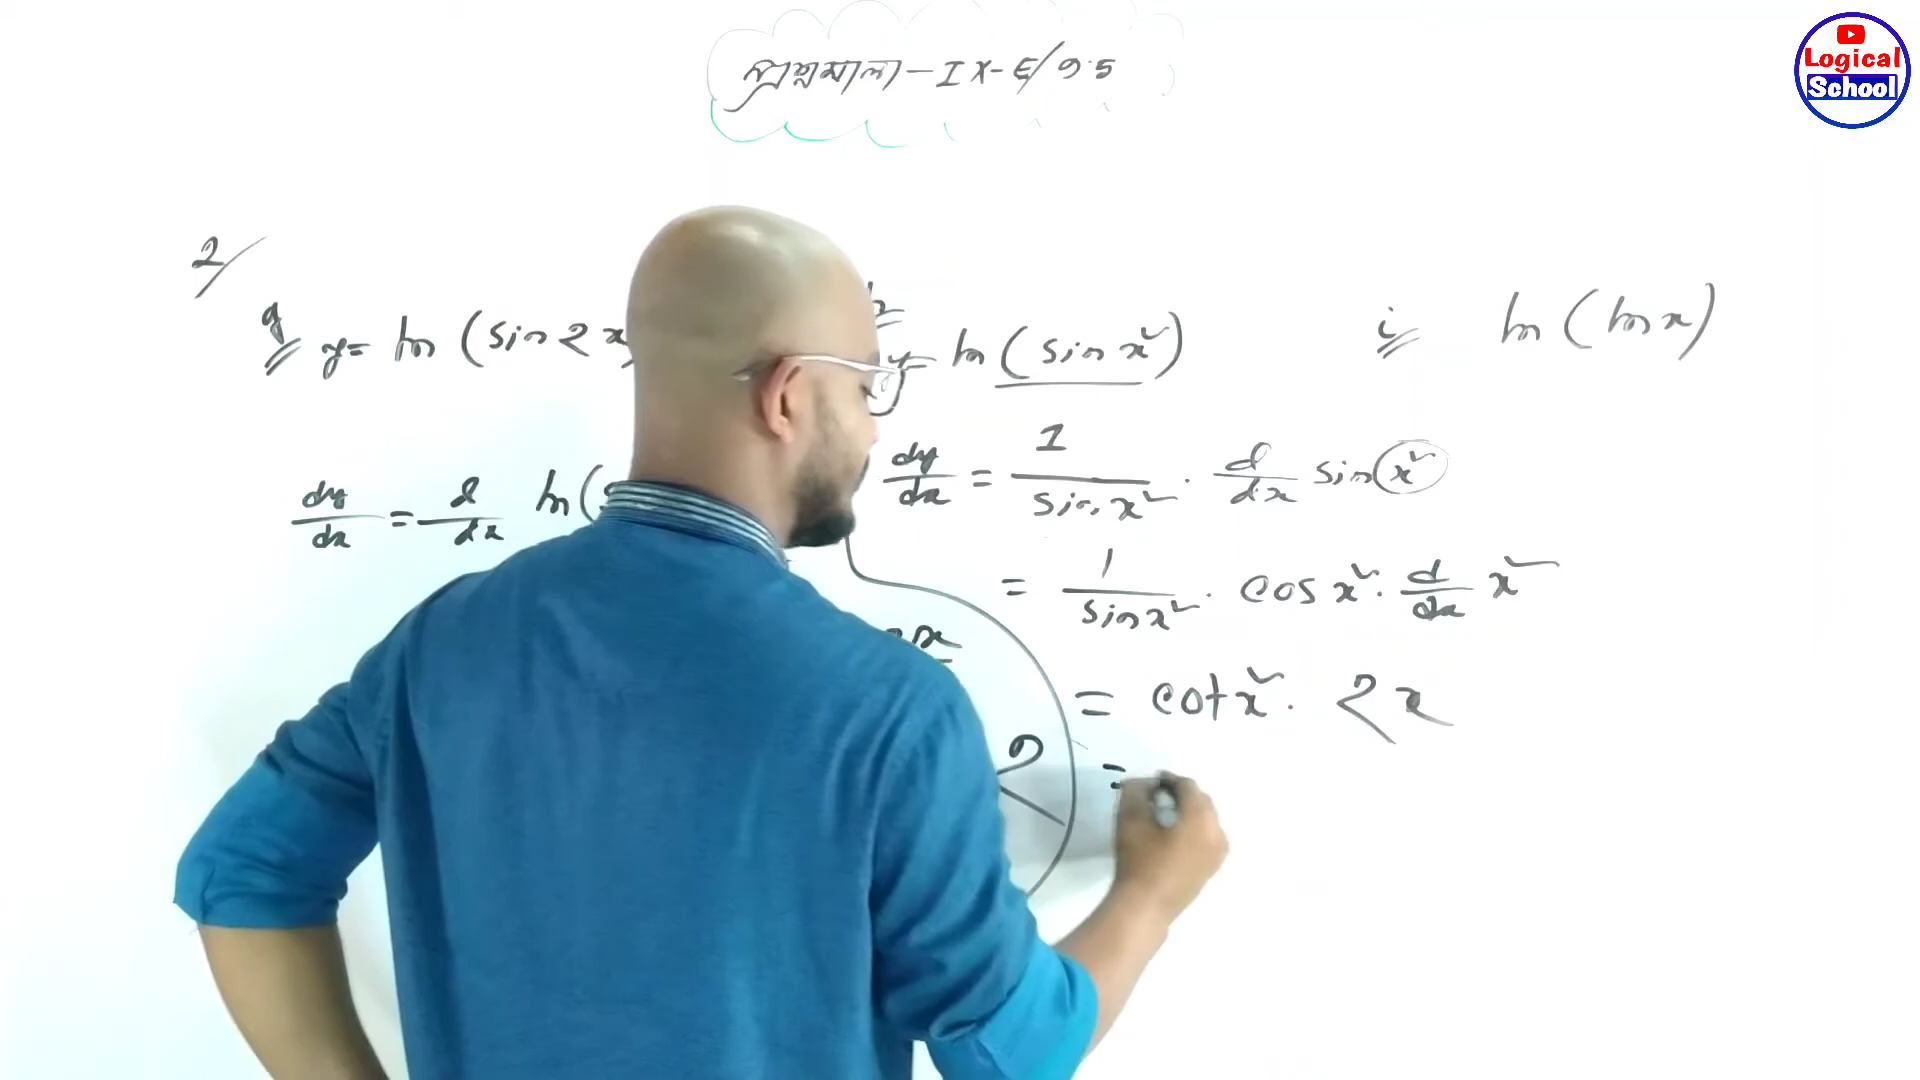 প্রশ্নমালা – IX - E / ৯.5
Logical
School
2/
g y = ln (sin 2x
dy/dx = d/dx ln (
h
y = ln (sin x²)
dy/dx = 1/sin x² . d/dx sin x²
= 1/sin x² . cos x² . d/dx x²
= cot x² . 2x
=
i ln (ln x)